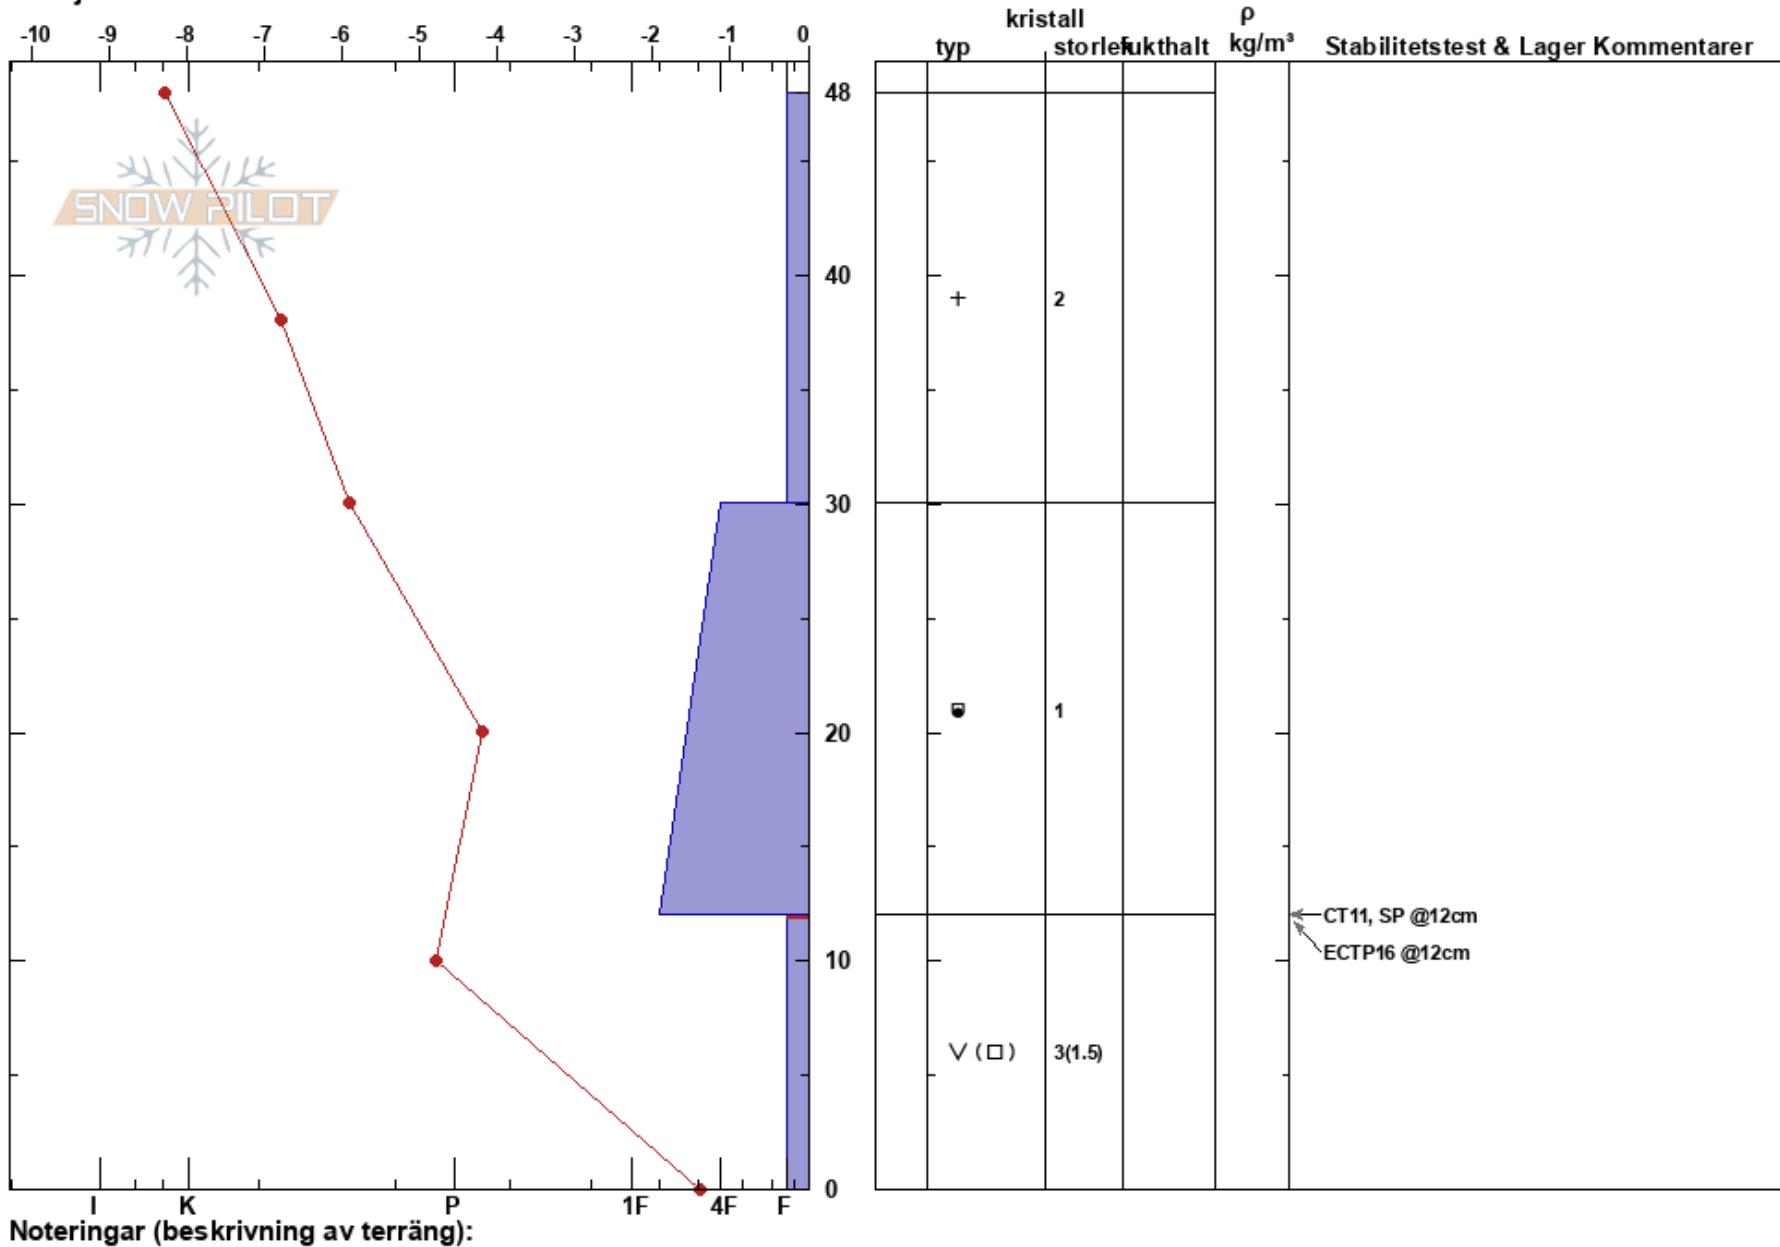 kristall ρ
-10 -9 -8 -7 -6 -5 -4 -3 -2 -1 0 typ storlek fukthalt kg/m³ Stabilitetstest & Lager Kommentarer
48
SNOW PILOT
40
+ 2
30
1
20
CT11, SP @12cm
ECTP16 @12cm
10
V (□) 3(1.5)
0
I K P 1F 4F F
Noteringar (beskrivning av terräng):